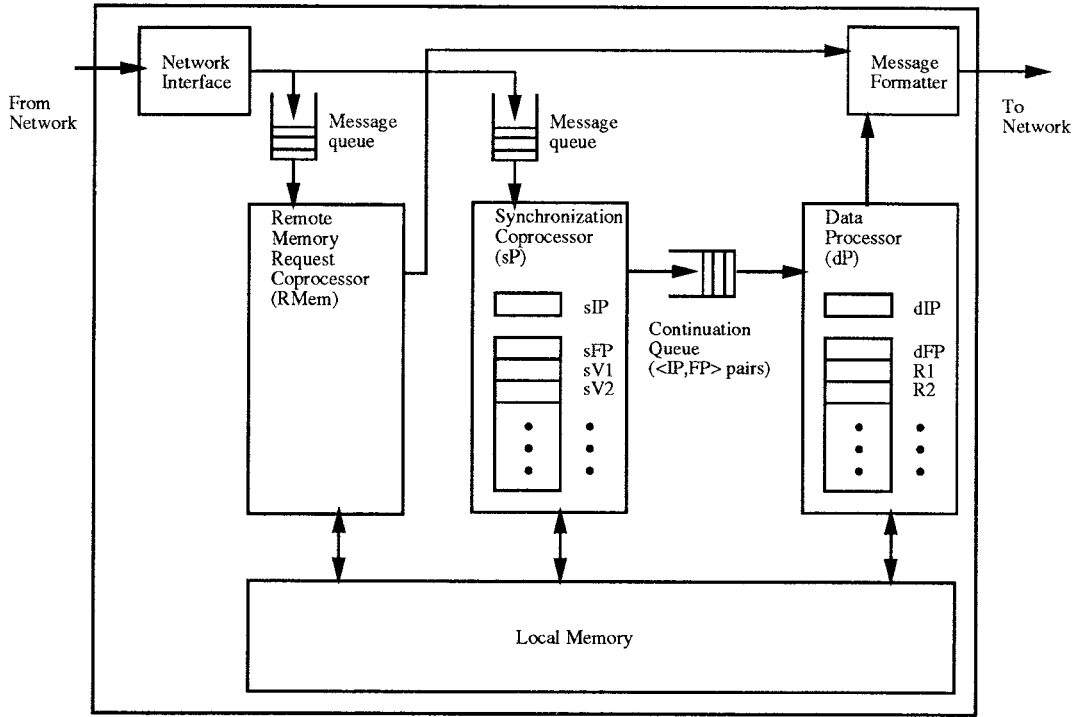 Network
Interface
Message
Formatter
From
Network
To
Network
Message
queue
Message
queue
Remote
Memory
Request
Coprocessor
(RMem)
Synchronization
Coprocessor
(sP)
Data
Processor
(dP)
sIP
sFP
sV1
sV2
Continuation
Queue
(<IP,FP> pairs)
dIP
dFP
R1
R2
Local Memory